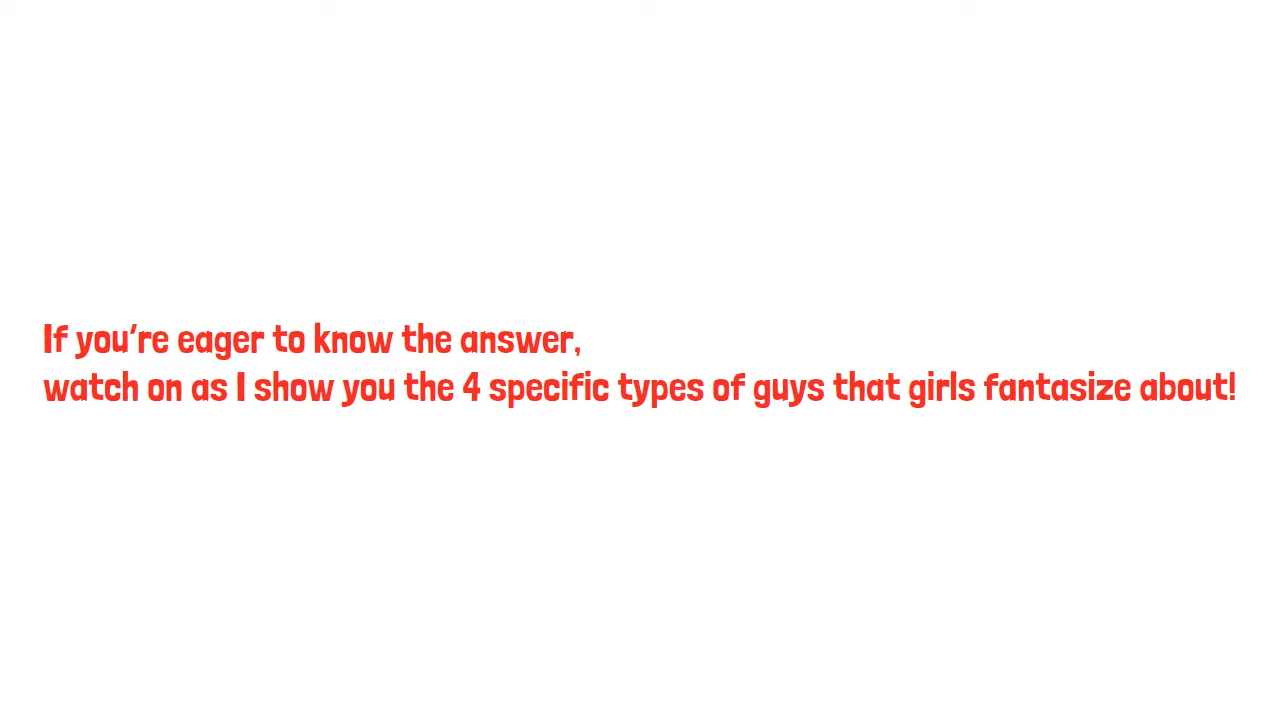 If you're eager to know the answer,
watch on as I show you the 4 specific types of guys that girls fantasize about!